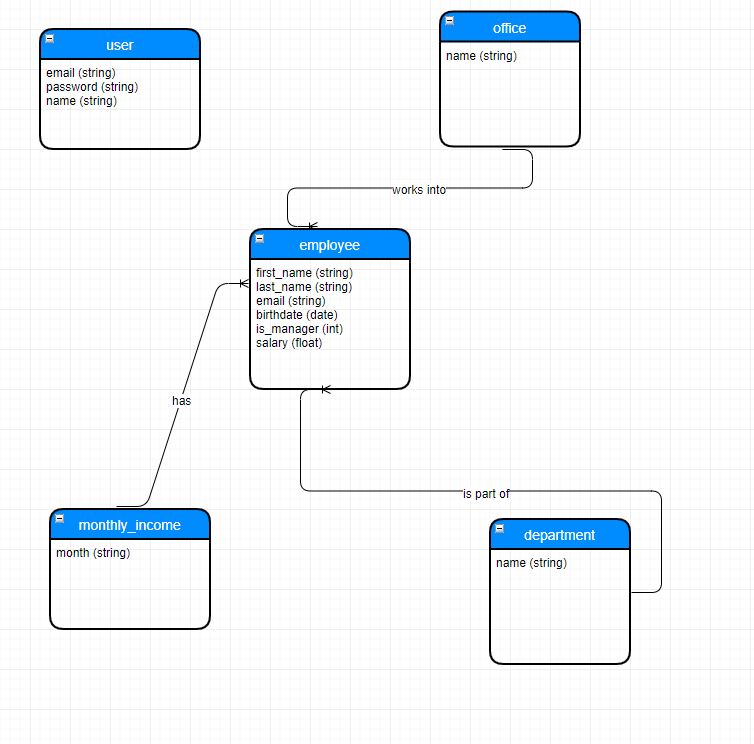 user
email (string)
password (string)
name (string)
office
name (string)
works into
employee
first_name (string)
last_name (string)
email (string)
birthdate (date)
is_manager (int)
salary (float)
has
is part of
monthly_income
month (string)
department
name (string)